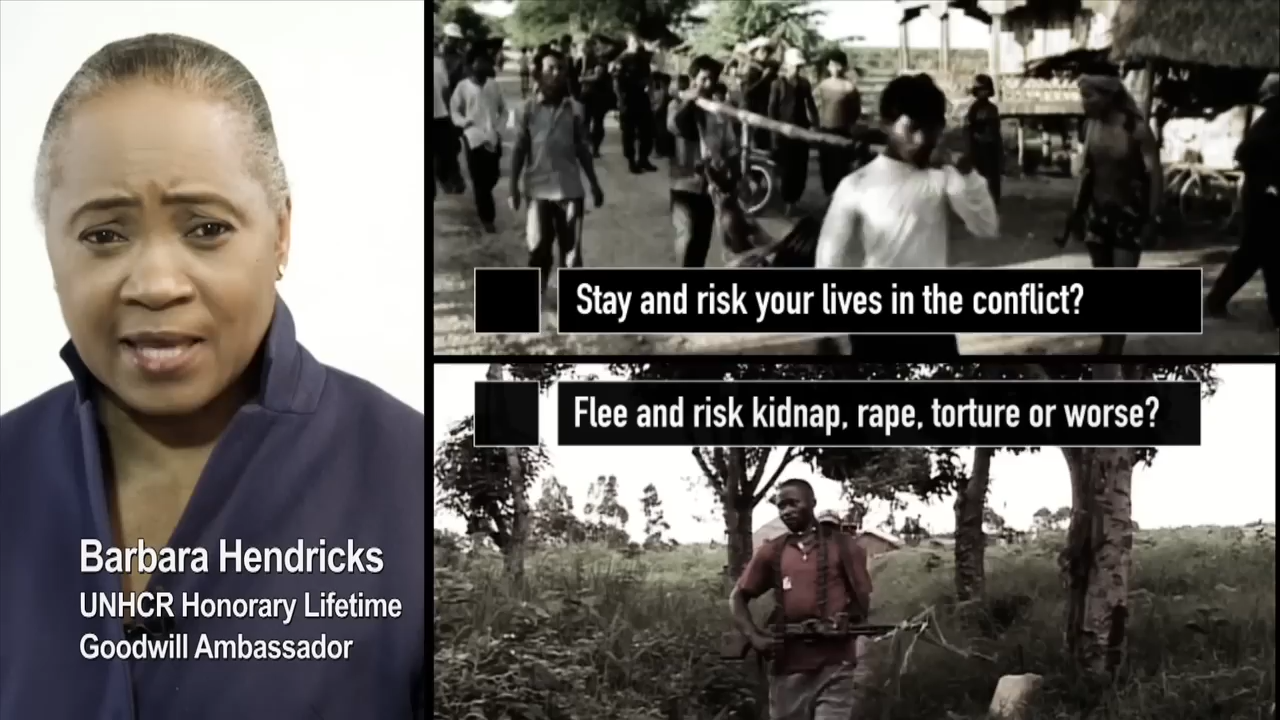 Barbara Hendricks
UNHCR Honorary Lifetime
Goodwill Ambassador
Stay and risk your lives in the conflict?
Flee and risk kidnap, rape, torture or worse?